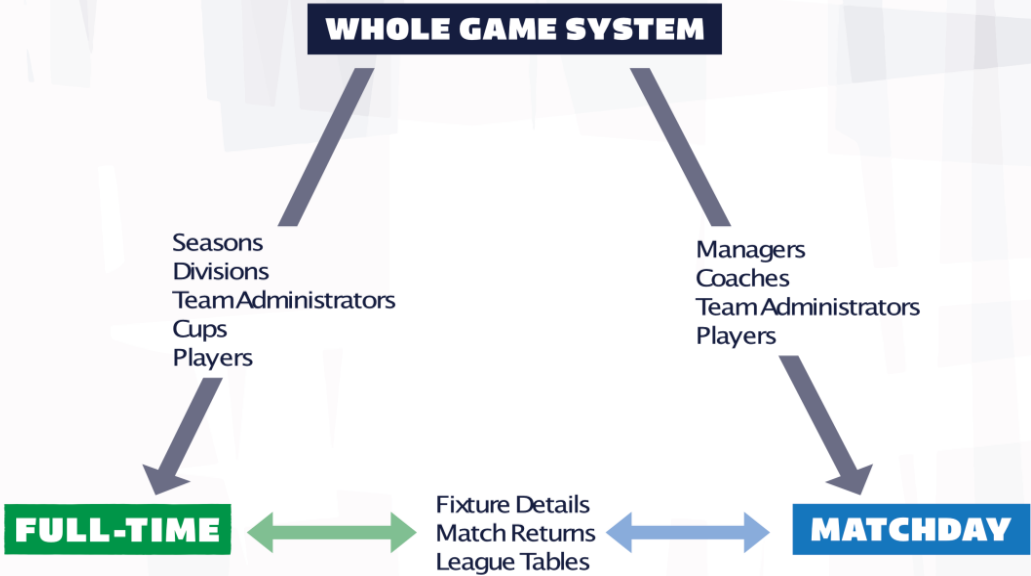 WHOLE GAME SYSTEM
Seasons
Divisions
Team Administrators
Cups
Players
Managers
Coaches
Team Administrators
Players
FULL-TIME
Fixture Details
Match Returns
League Tables
MATCHDAY